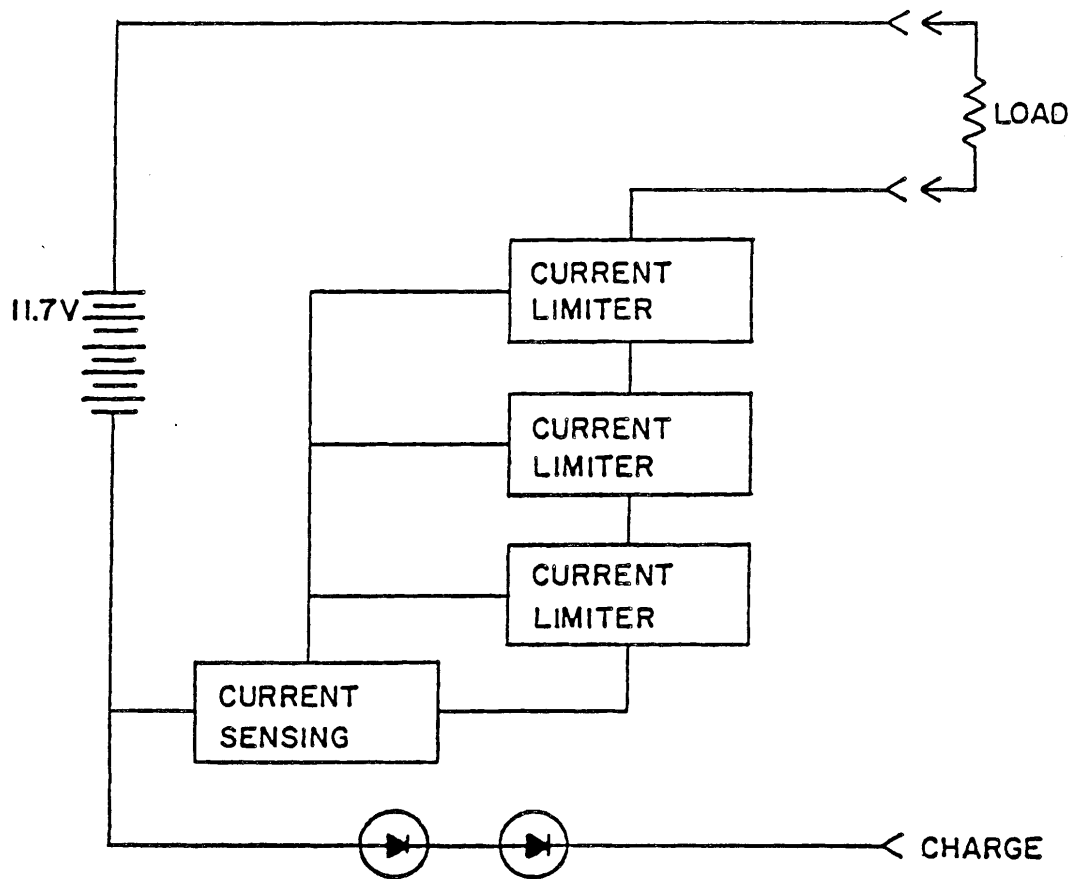 LOAD
CURRENT
LIMITER
11.7V
CURRENT
LIMITER
CURRENT
LIMITER
CURRENT
SENSING
CHARGE